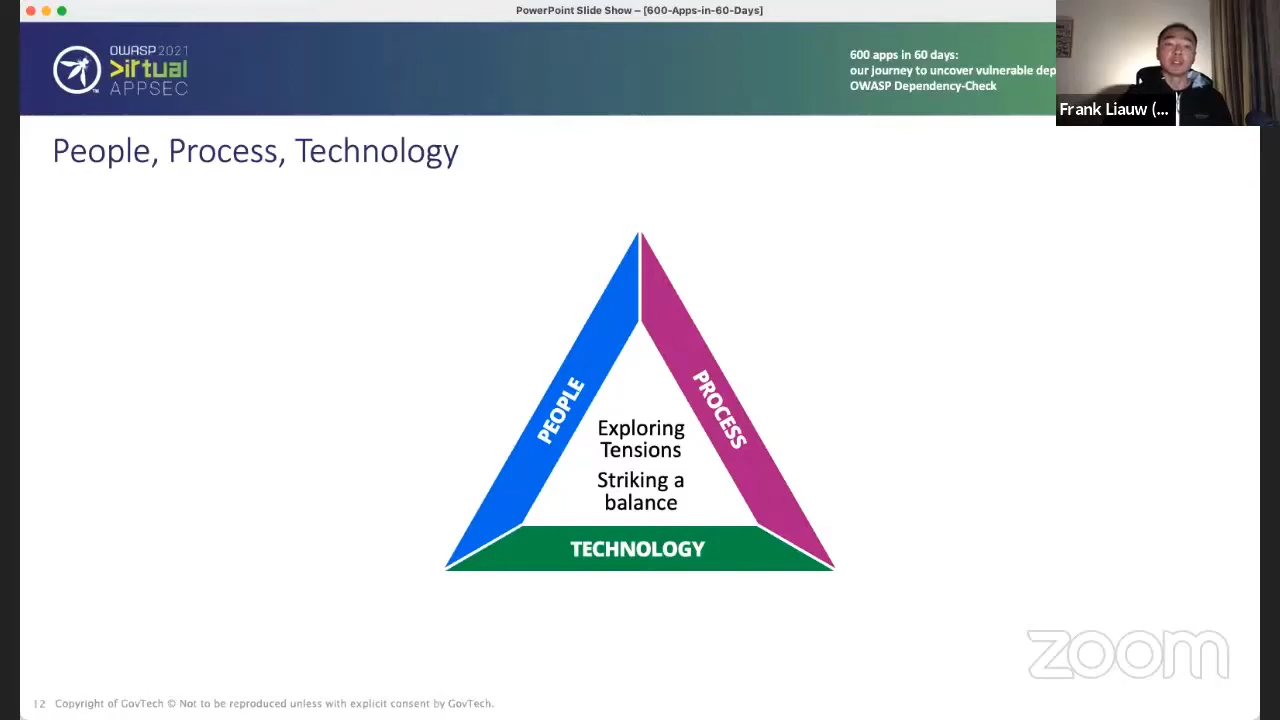 PowerPoint Slide Show – [600-Apps-in-60-Days]
OWASP 2021
>irtual
APPSEC
600 apps in 60 days:
our journey to uncover vulnerable dep
OWASP Dependency-Check
Frank Liauw (...
People, Process, Technology
PEOPLE
PROCESS
Exploring
Tensions
Striking a
balance
TECHNOLOGY
zoom
12 Copyright of GovTech © Not to be reproduced unless with explicit consent by GovTech.